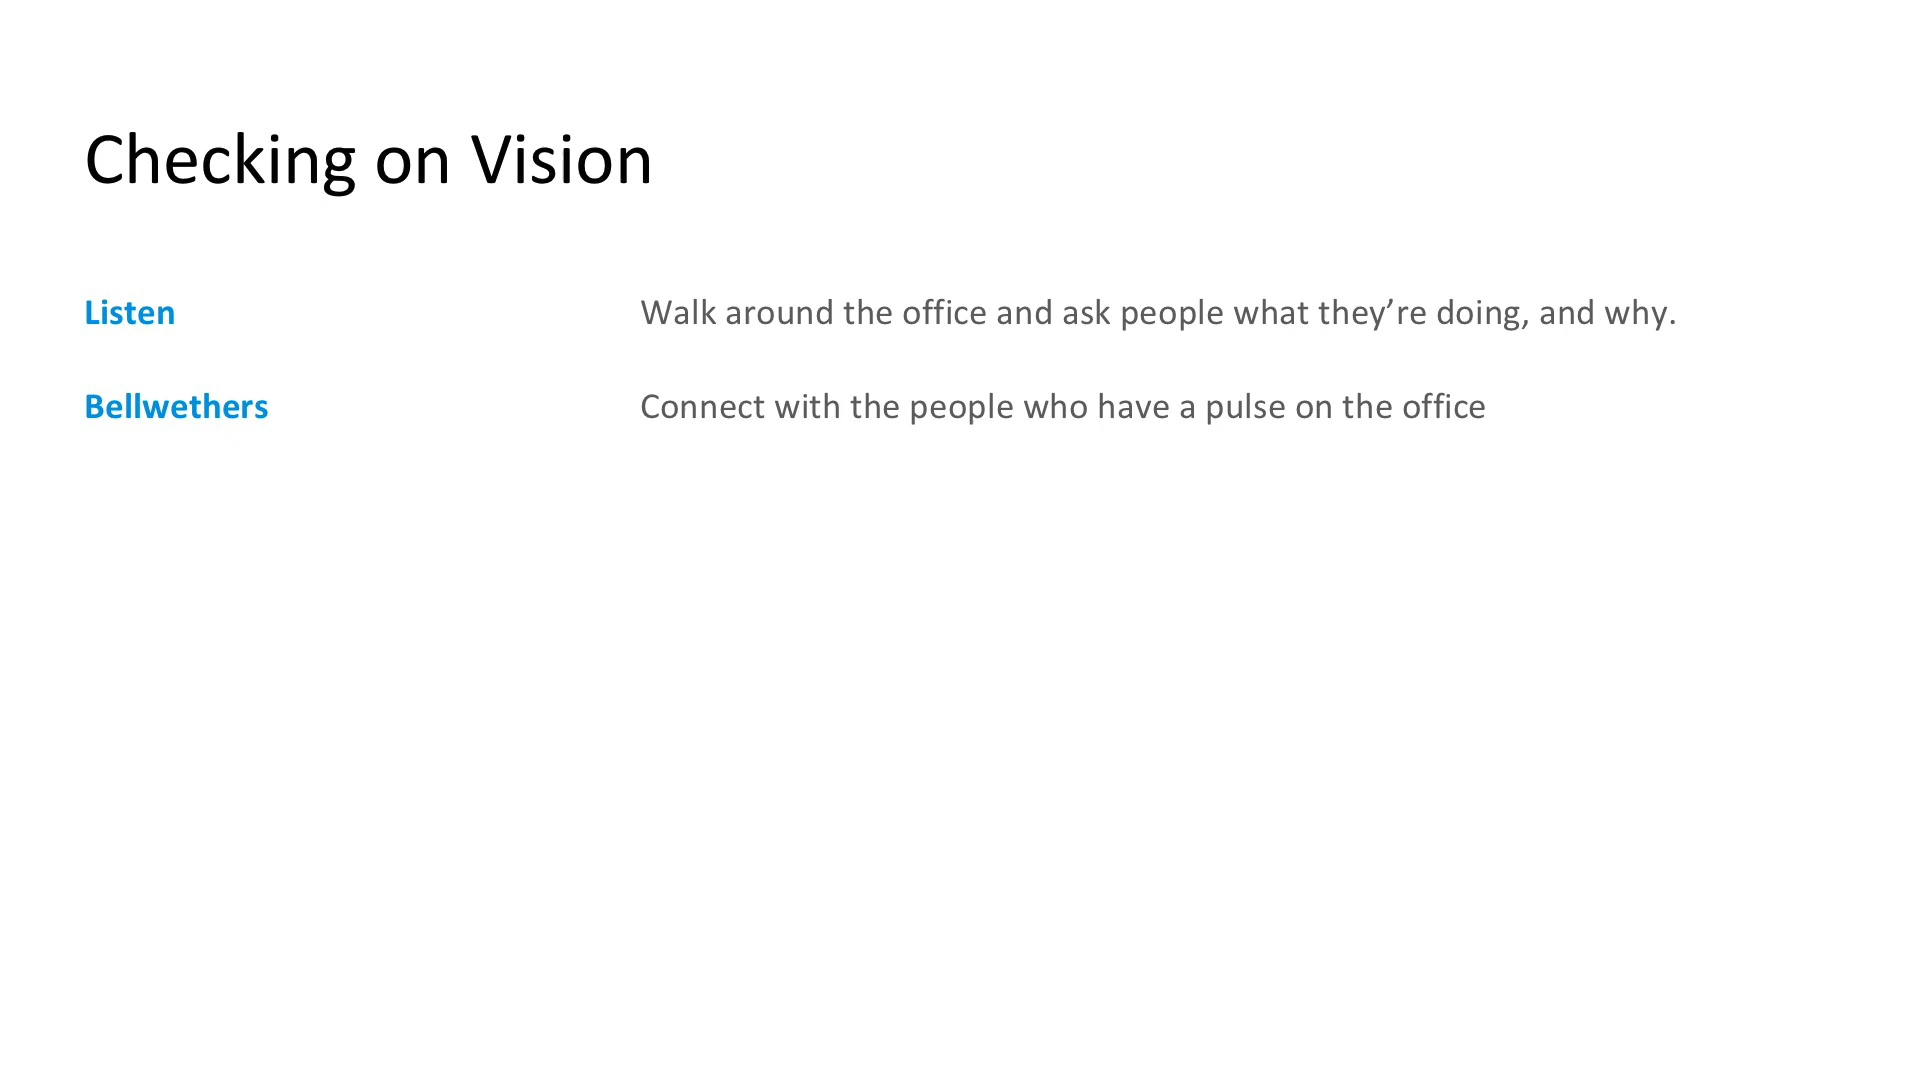 Checking on Vision
Listen Walk around the office and ask people what they’re doing, and why.
Bellwethers Connect with the people who have a pulse on the office